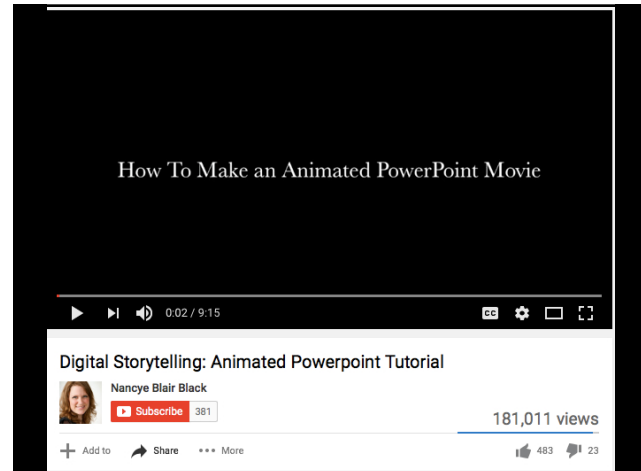 How To Make an Animated PowerPoint Movie
0:02 / 9:15
CC
Digital Storytelling: Animated Powerpoint Tutorial
Nancye Blair Black
Subscribe 381
181,011 views
Add to Share More
483 23